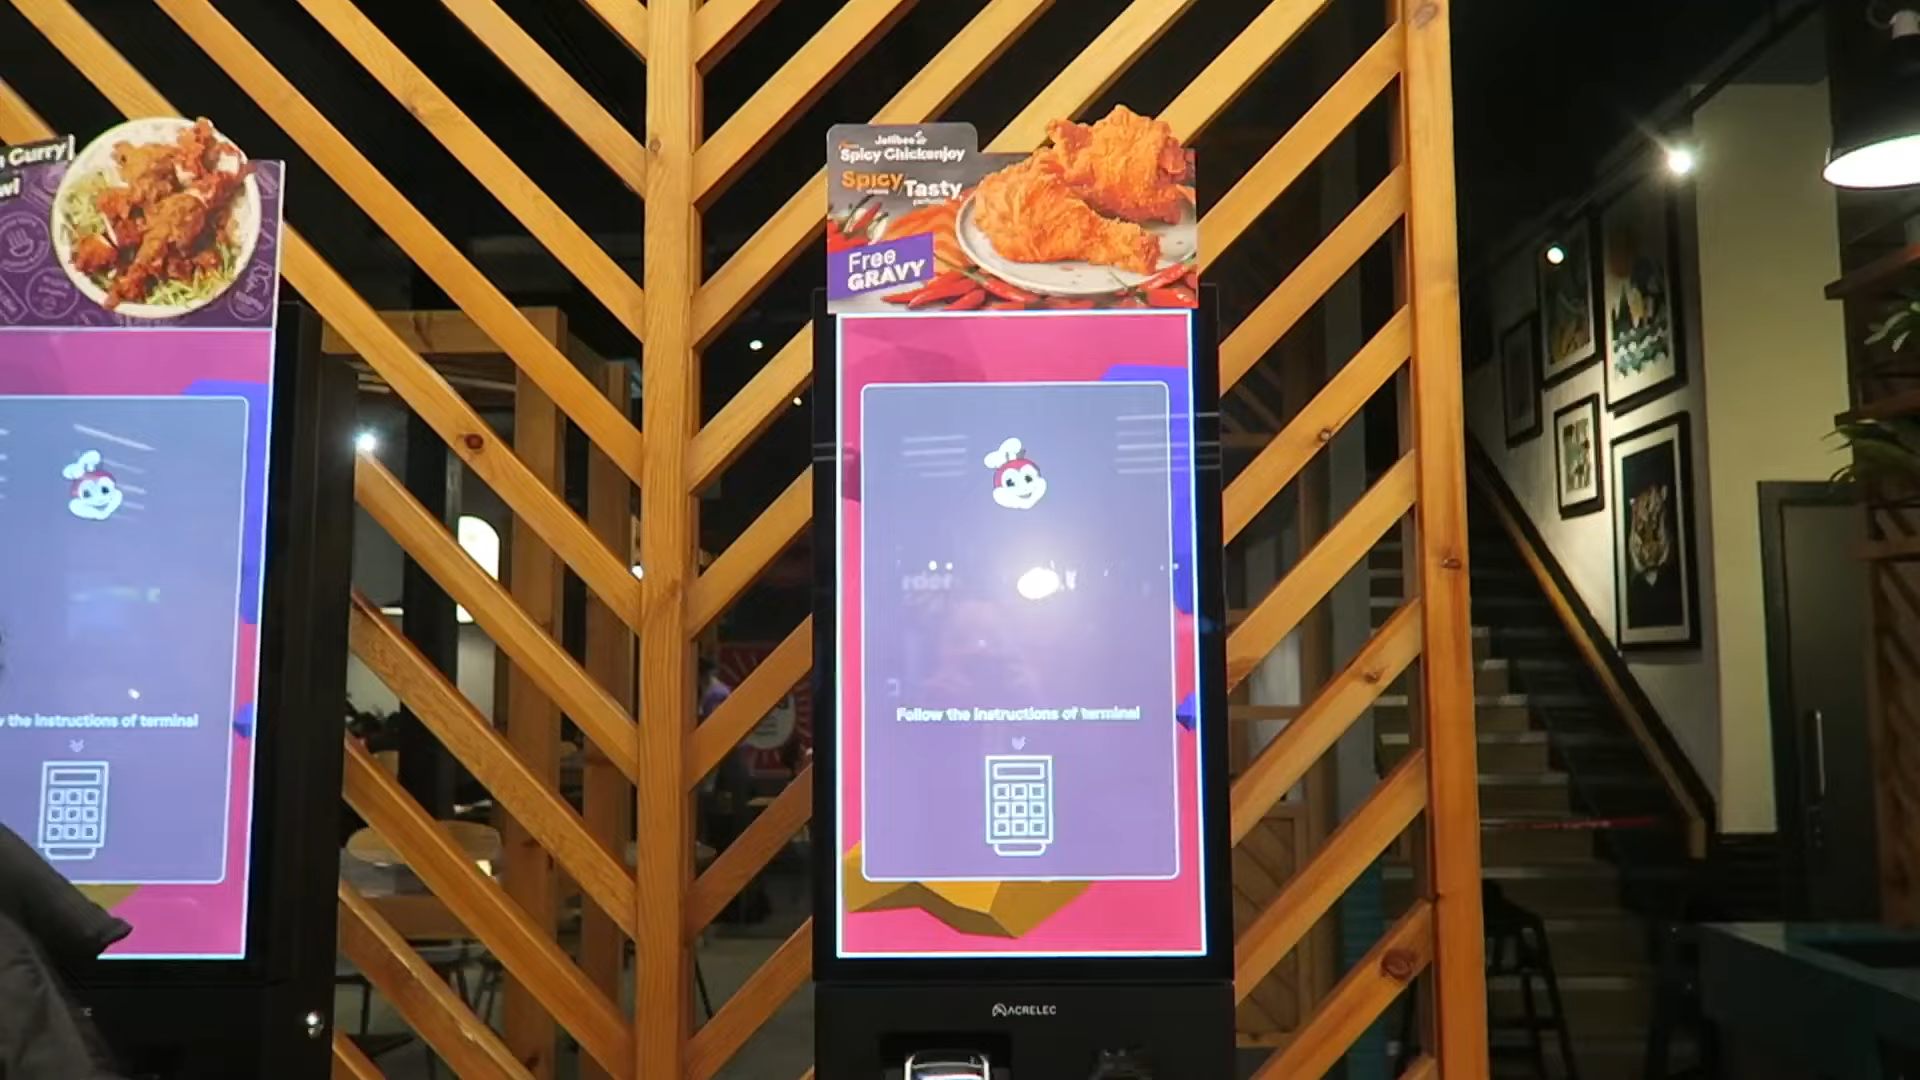 Curry
Jollibee
Spicy Chickenjoy
Spicy
Tasty
Free
GRAVY
the instructions of terminal
Follow the instructions of terminal
ACRELEC